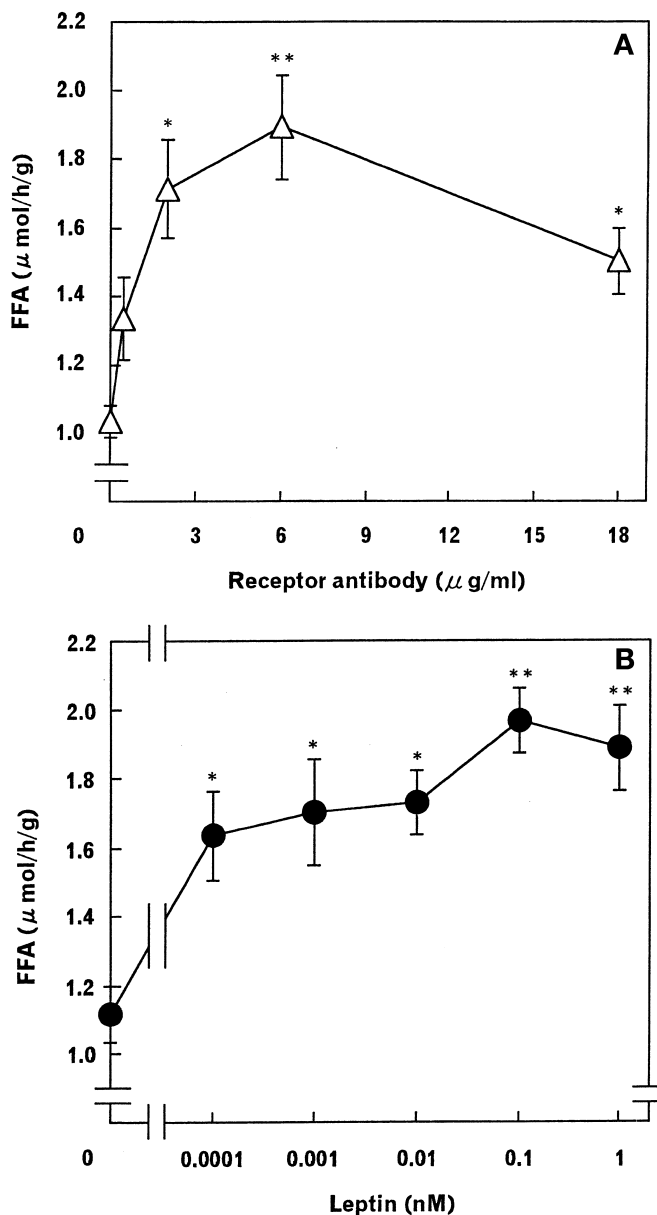 A
2.2
2.0
1.8
1.6
1.4
1.2
1.0
FFA (μ mol/h/g)
*
**
*
0 3 6 9 12 15 18
Receptor antibody (μ g/ml)
B
2.2
2.0
1.8
1.6
1.4
1.2
1.0
FFA (μ mol/h/g)
*
*
*
**
**
0 0.0001 0.001 0.01 0.1 1
Leptin (nM)